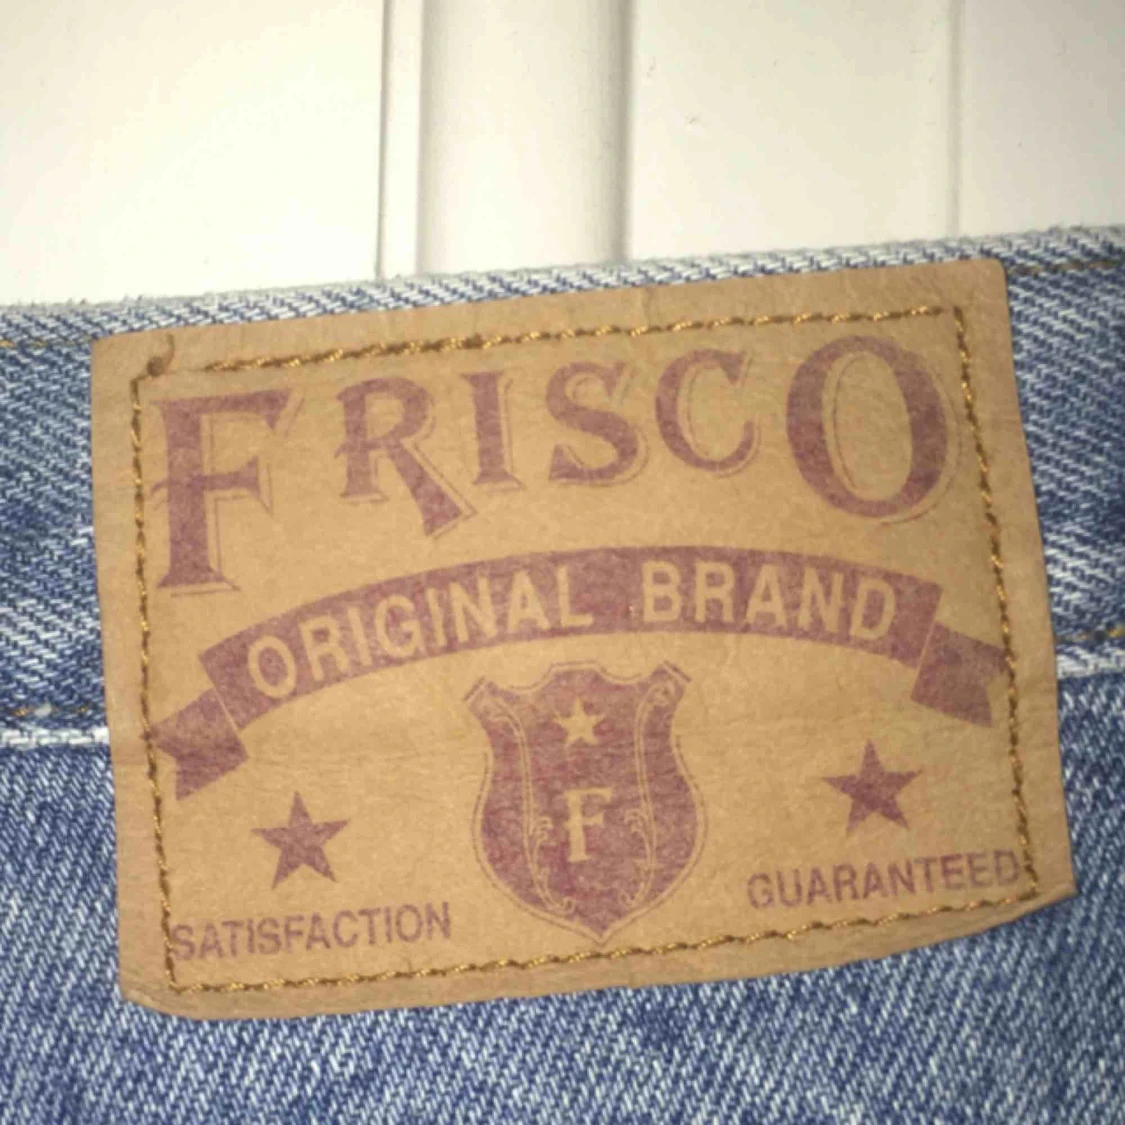 FRISCO
ORIGINAL BRAND
F
SATISFACTION
GUARANTEED